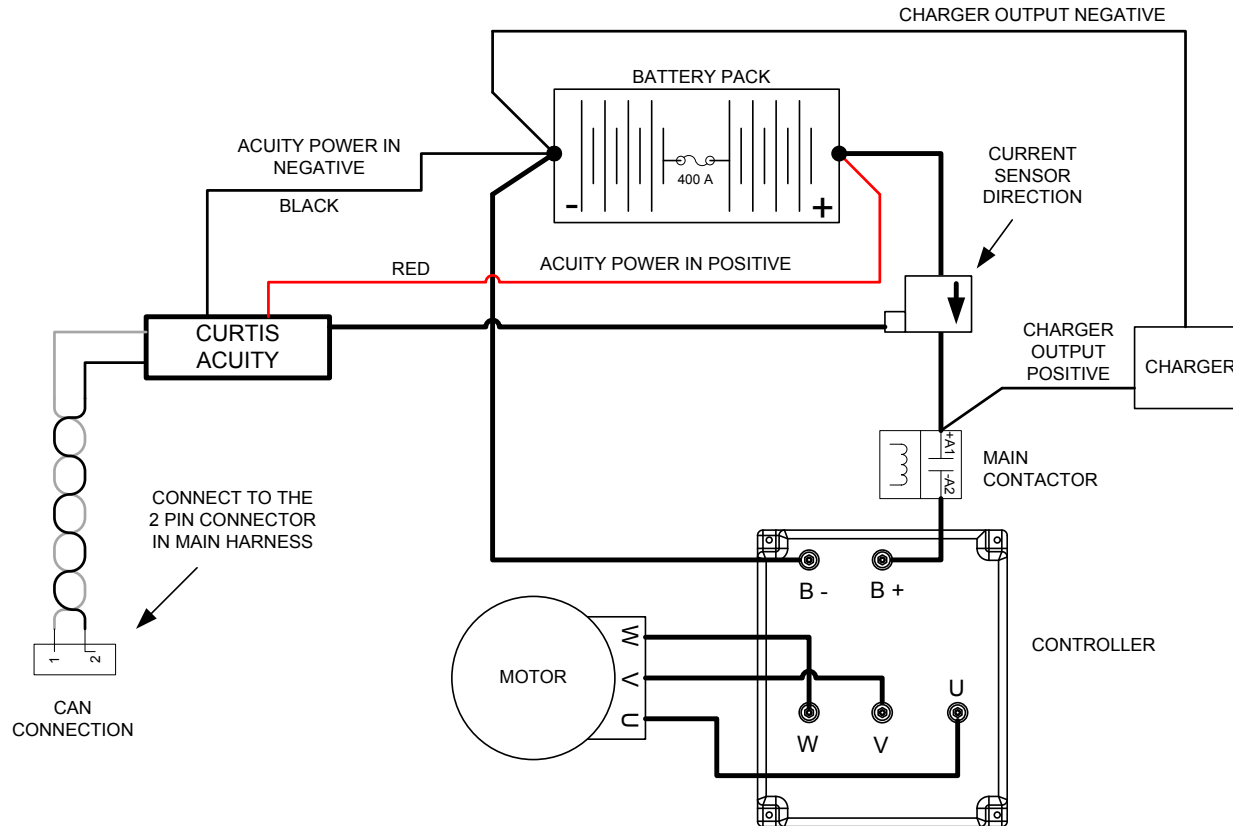 CHARGER OUTPUT NEGATIVE
BATTERY PACK
ACUITY POWER IN
NEGATIVE
BLACK
400 A
-
+
CURRENT
SENSOR
DIRECTION
RED
ACUITY POWER IN POSITIVE
CURTIS
ACUITY
CHARGER
OUTPUT
POSITIVE
CHARGER
+A1
-A2
MAIN
CONTACTOR
CONNECT TO THE
2 PIN CONNECTOR
IN MAIN HARNESS
B -
B +
CONTROLLER
MOTOR
W
V
U
W
V
U
1
2
CAN
CONNECTION